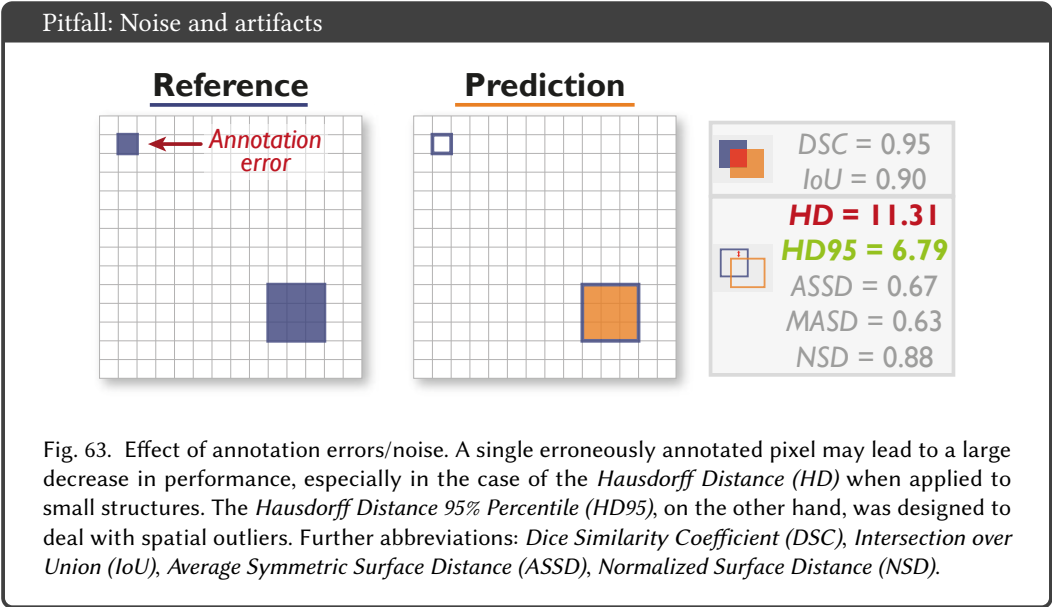 Pitfall: Noise and artifacts
Reference
Prediction
Annotation
error
DSC = 0.95
IoU = 0.90
HD = 11.31
HD95 = 6.79
ASSD = 0.67
MASD = 0.63
NSD = 0.88
Fig. 63. Effect of annotation errors/noise. A single erroneously annotated pixel may lead to a large
decrease in performance, especially in the case of the Hausdorff Distance (HD) when applied to
small structures. The Hausdorff Distance 95% Percentile (HD95), on the other hand, was designed to
deal with spatial outliers. Further abbreviations: Dice Similarity Coefficient (DSC), Intersection over
Union (IoU), Average Symmetric Surface Distance (ASSD), Normalized Surface Distance (NSD).